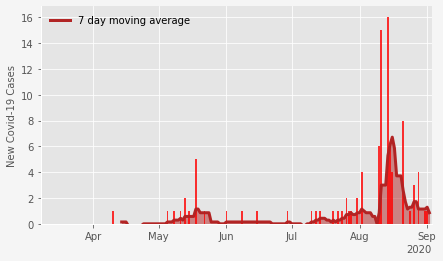 7 day moving average
New Covid-19 Cases
16
14
12
10
8
6
4
2
0
Apr
May
Jun
Jul
Aug
Sep
2020